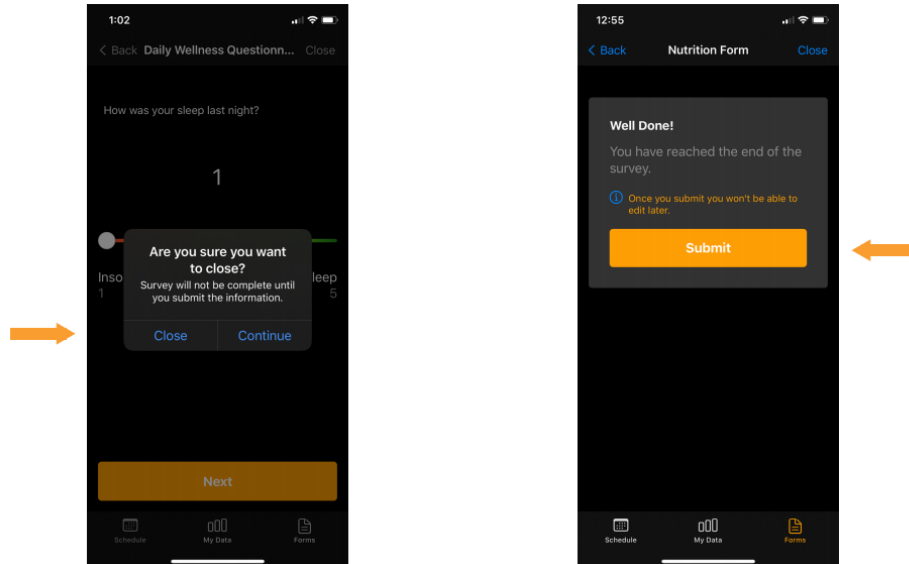 1:02
Back Daily Wellness Questionn... Close
How was your sleep last night?
1
Are you sure you want
to close?
Inso
leep
1
5
Survey will not be complete until
you submit the information.
Close Continue
Next
Schedule My Data Forms
12:55
Back Nutrition Form Close
Well Done!
You have reached the end of the
survey.
Once you submit you won't be able to
edit later.
Submit
Schedule My Data Forms